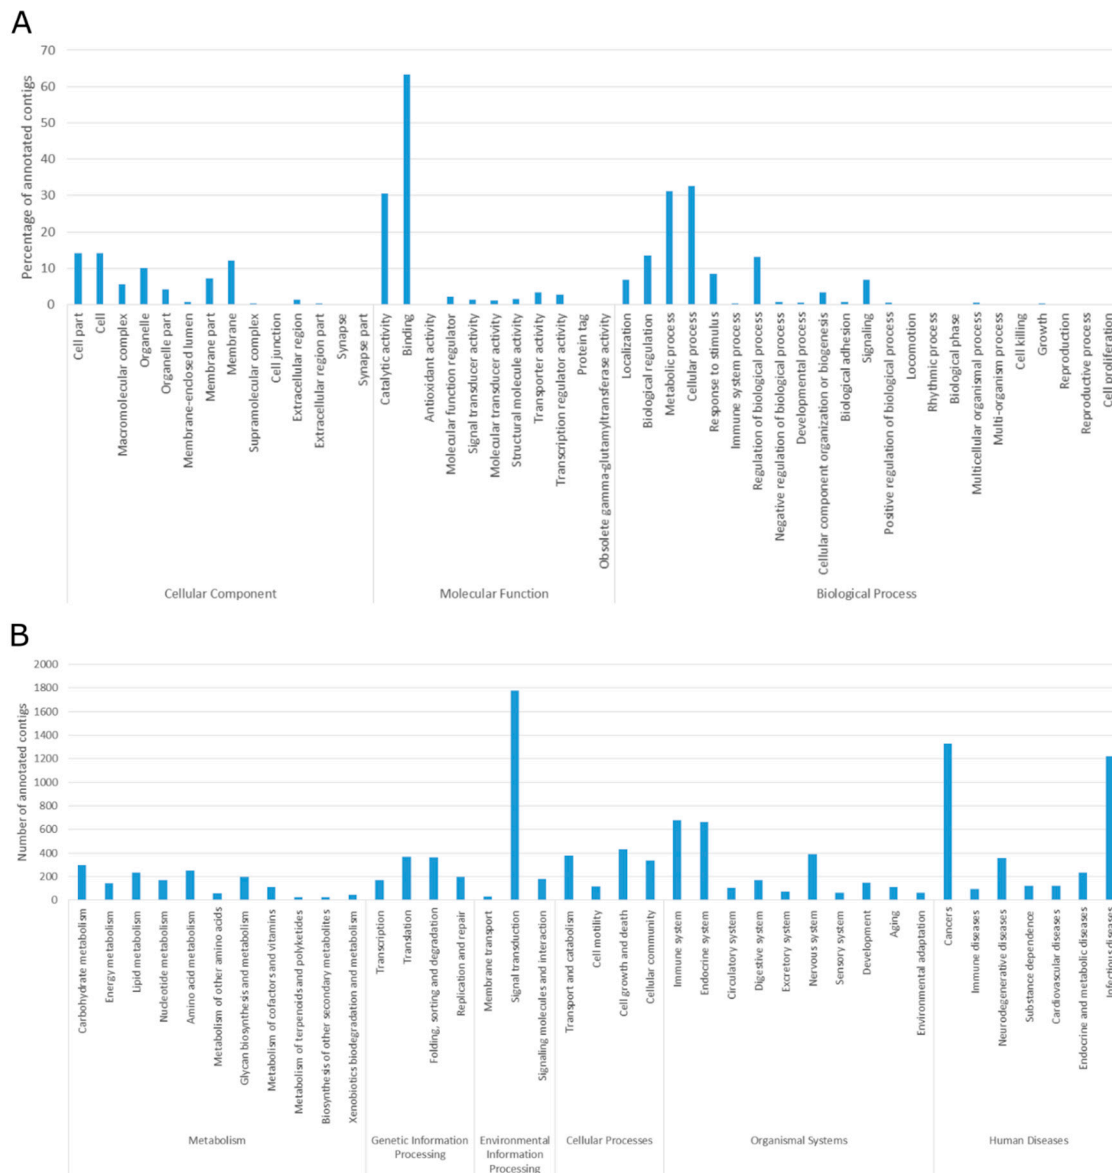 A
Percentage of annotated contigs
70
60
50
40
30
20
10
0
Cell part
Cell
Macromolecular complex
Organelle
Organelle part
Membrane-enclosed lumen
Membrane part
Membrane
Supramolecular complex
Cell junction
Extracellular region
Extracellular region part
Synapse
Synapse part
Catalytic activity
Binding
Antioxidant activity
Molecular function regulator
Signal transducer activity
Molecular transducer activity
Structural molecule activity
Transporter activity
Transcription regulator activity
Protein tag
Obsolete gamma-glutamyltransferase activity
Localization
Biological regulation
Metabolic process
Cellular process
Response to stimulus
Immune system process
Regulation of biological process
Negative regulation of biological process
Developmental process
Cellular component organization or biogenesis
Biological adhesion
Signaling
Positive regulation of biological process
Locomotion
Rhythmic process
Biological phase
Multicellular organismal process
Multi-organism process
Cell killing
Growth
Reproduction
Reproductive process
Cell proliferation
Cellular Component
Molecular Function
Biological Process
B
Number of annotated contigs
2000
1800
1600
1400
1200
1000
800
600
400
200
0
Carbohydrate metabolism
Energy metabolism
Lipid metabolism
Nucleotide metabolism
Amino acid metabolism
Metabolism of other amino acids
Glycan biosynthesis and metabolism
Metabolism of cofactors and vitamins
Metabolism of terpenoids and polyketides
Biosynthesis of other secondary metabolites
Xenobiotics biodegradation and metabolism
Transcription
Translation
Folding, sorting and degradation
Replication and repair
Membrane transport
Signal transduction
Signaling molecules and interaction
Transport and catabolism
Cell motility
Cell growth and death
Cellular community
Immune system
Endocrine system
Circulatory system
Digestive system
Excretory system
Nervous system
Sensory system
Development
Aging
Environmental adaptation
Cancers
Immune diseases
Neurodegenerative diseases
Substance dependence
Cardiovascular diseases
Endocrine and metabolic diseases
Infectious diseases
Metabolism
Genetic Information
Processing
Environmental
Information
Processing
Cellular Processes
Organismal Systems
Human Diseases